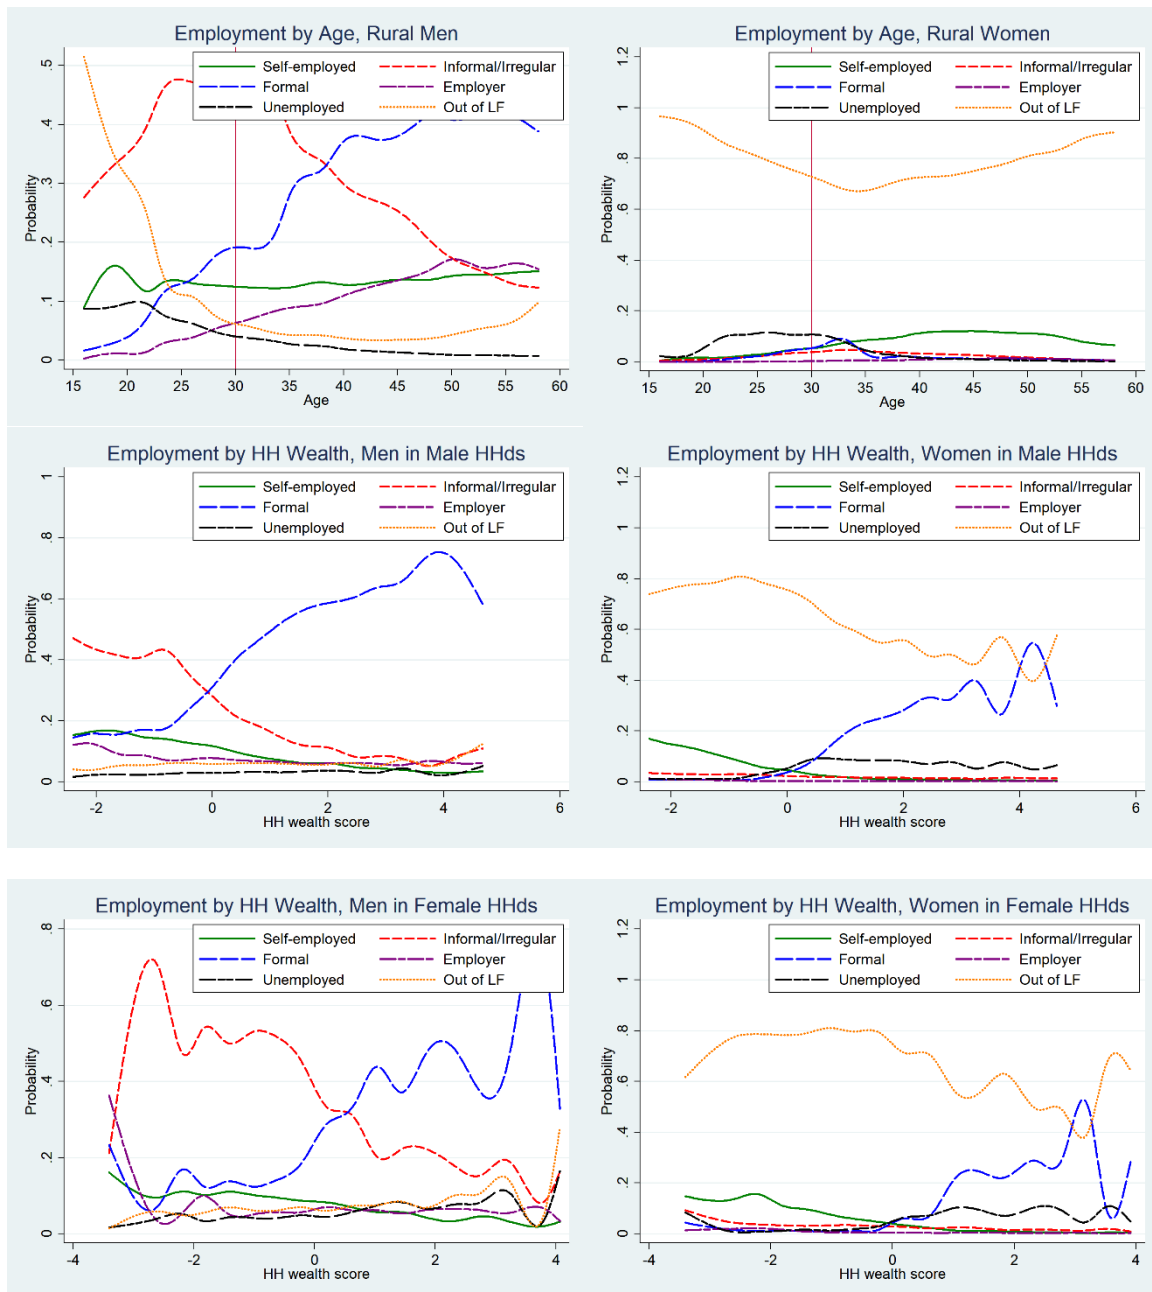 Employment by Age, Rural Men
Self-employed Informal/Irregular
Formal Employer
Unemployed Out of LF
Probability
0 .1 .2 .3 .4 .5
15 20 25 30 35 40 45 50 55 60
Age
Employment by Age, Rural Women
Self-employed Informal/Irregular
Formal Employer
Unemployed Out of LF
Probability
0 .2 .4 .6 .8 1 1.2
15 20 25 30 35 40 45 50 55 60
Age
Employment by HH Wealth, Men in Male HHds
Self-employed Informal/Irregular
Formal Employer
Unemployed Out of LF
Probability
0 .2 .4 .6 .8 1
-2 0 2 4 6
HH wealth score
Employment by HH Wealth, Women in Male HHds
Self-employed Informal/Irregular
Formal Employer
Unemployed Out of LF
Probability
0 .2 .4 .6 .8 1 1.2
-2 0 2 4 6
HH wealth score
Employment by HH Wealth, Men in Female HHds
Self-employed Informal/Irregular
Formal Employer
Unemployed Out of LF
Probability
0 .2 .4 .6 .8
-4 -2 0 2 4
HH wealth score
Employment by HH Wealth, Women in Female HHds
Self-employed Informal/Irregular
Formal Employer
Unemployed Out of LF
Probability
0 .2 .4 .6 .8 1 1.2
-4 -2 0 2 4
HH wealth score